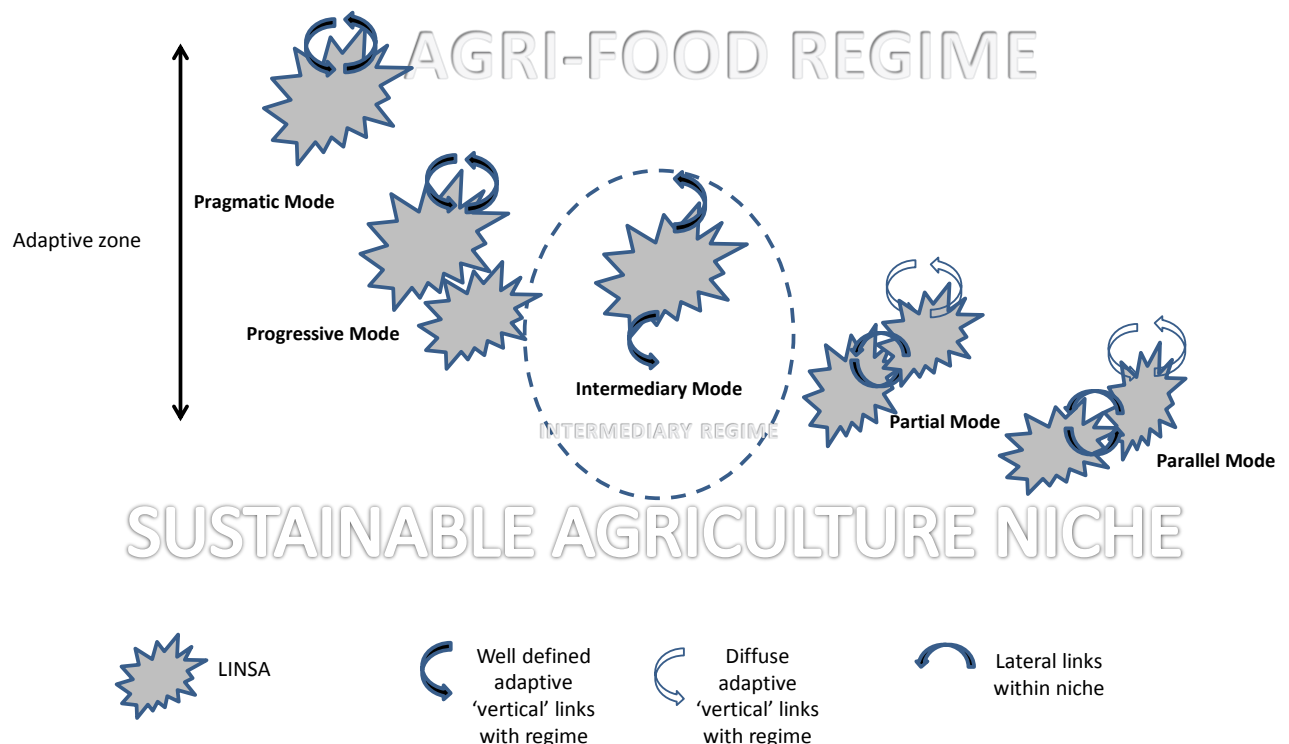 AGRI-FOOD REGIME
Pragmatic Mode
Adaptive zone
Progressive Mode
Intermediary Mode
INTERMEDIARY REGIME
Partial Mode
Parallel Mode
SUSTAINABLE AGRICULTURE NICHE
LINSA
Well defined
adaptive
‘vertical’ links
with regime
Diffuse
adaptive
‘vertical’ links
with regime
Lateral links
within niche